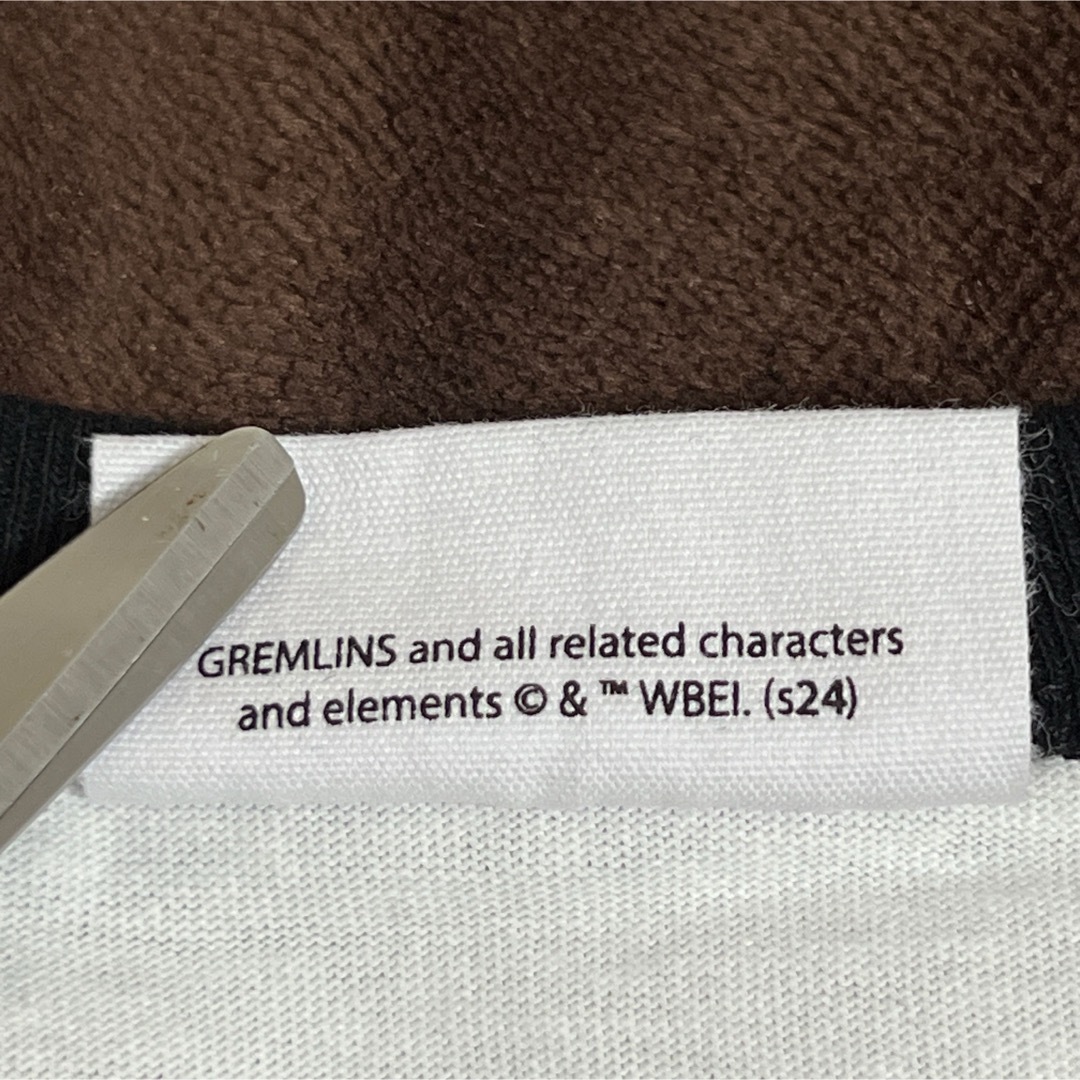 GREMLINS and all related characters
and elements © & ™ WBEI. (s24)